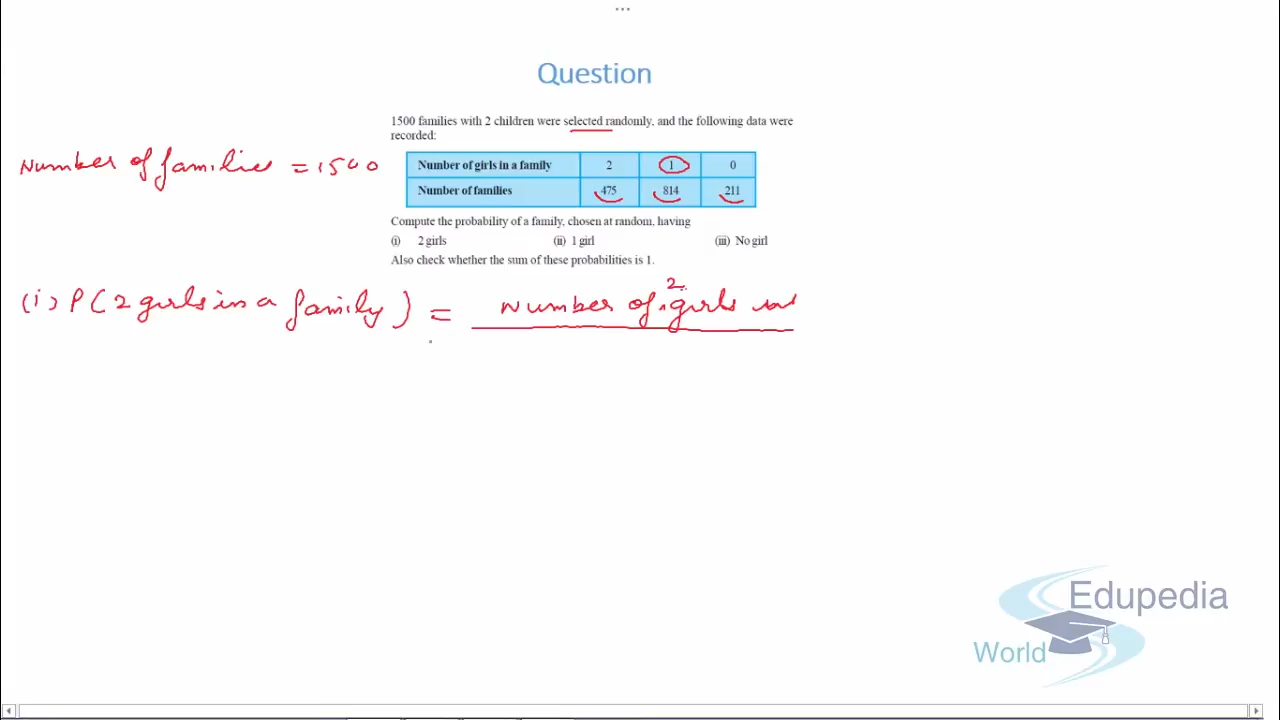 Question
1500 families with 2 children were selected randomly, and the following data were
recorded:
Number of families = 1500
Number of girls in a family 2 1 0
Number of families 475 814 211
Compute the probability of a family, chosen at random, having
(i) 2 girls (ii) 1 girl (iii) No girl
Also check whether the sum of these probabilities is 1.
2
(i) P(2 girls in a family) = Number of girls
Edupedia
World